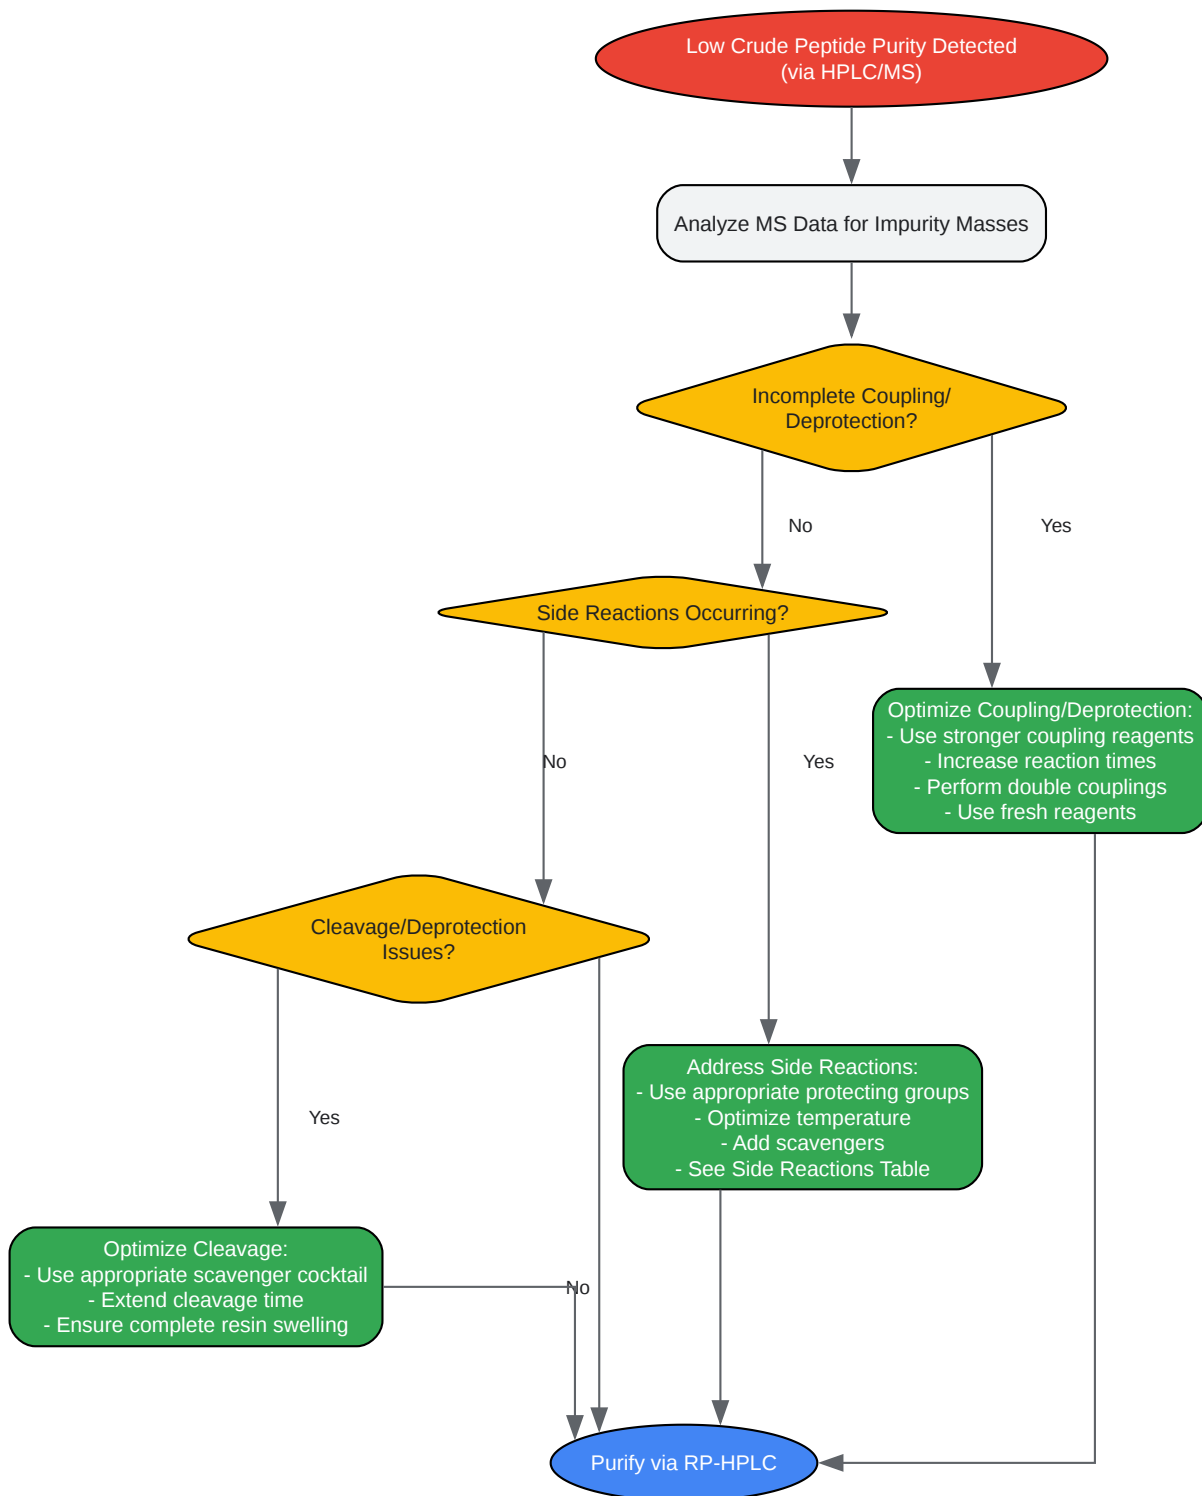 Low Crude Peptide Purity Detected
(via HPLC/MS)
Analyze MS Data for Impurity Masses
Incomplete Coupling/
Deprotection?
No
Yes
Side Reactions Occurring?
Optimize Coupling/Deprotection:
- Use stronger coupling reagents
- Increase reaction times
- Perform double couplings
- Use fresh reagents
No
Yes
Cleavage/Deprotection
Issues?
Address Side Reactions:
- Use appropriate protecting groups
- Optimize temperature
- Add scavengers
- See Side Reactions Table
Yes
Optimize Cleavage:
- Use appropriate scavenger cocktail
- Extend cleavage time
- Ensure complete resin swelling
No
Purify via RP-HPLC